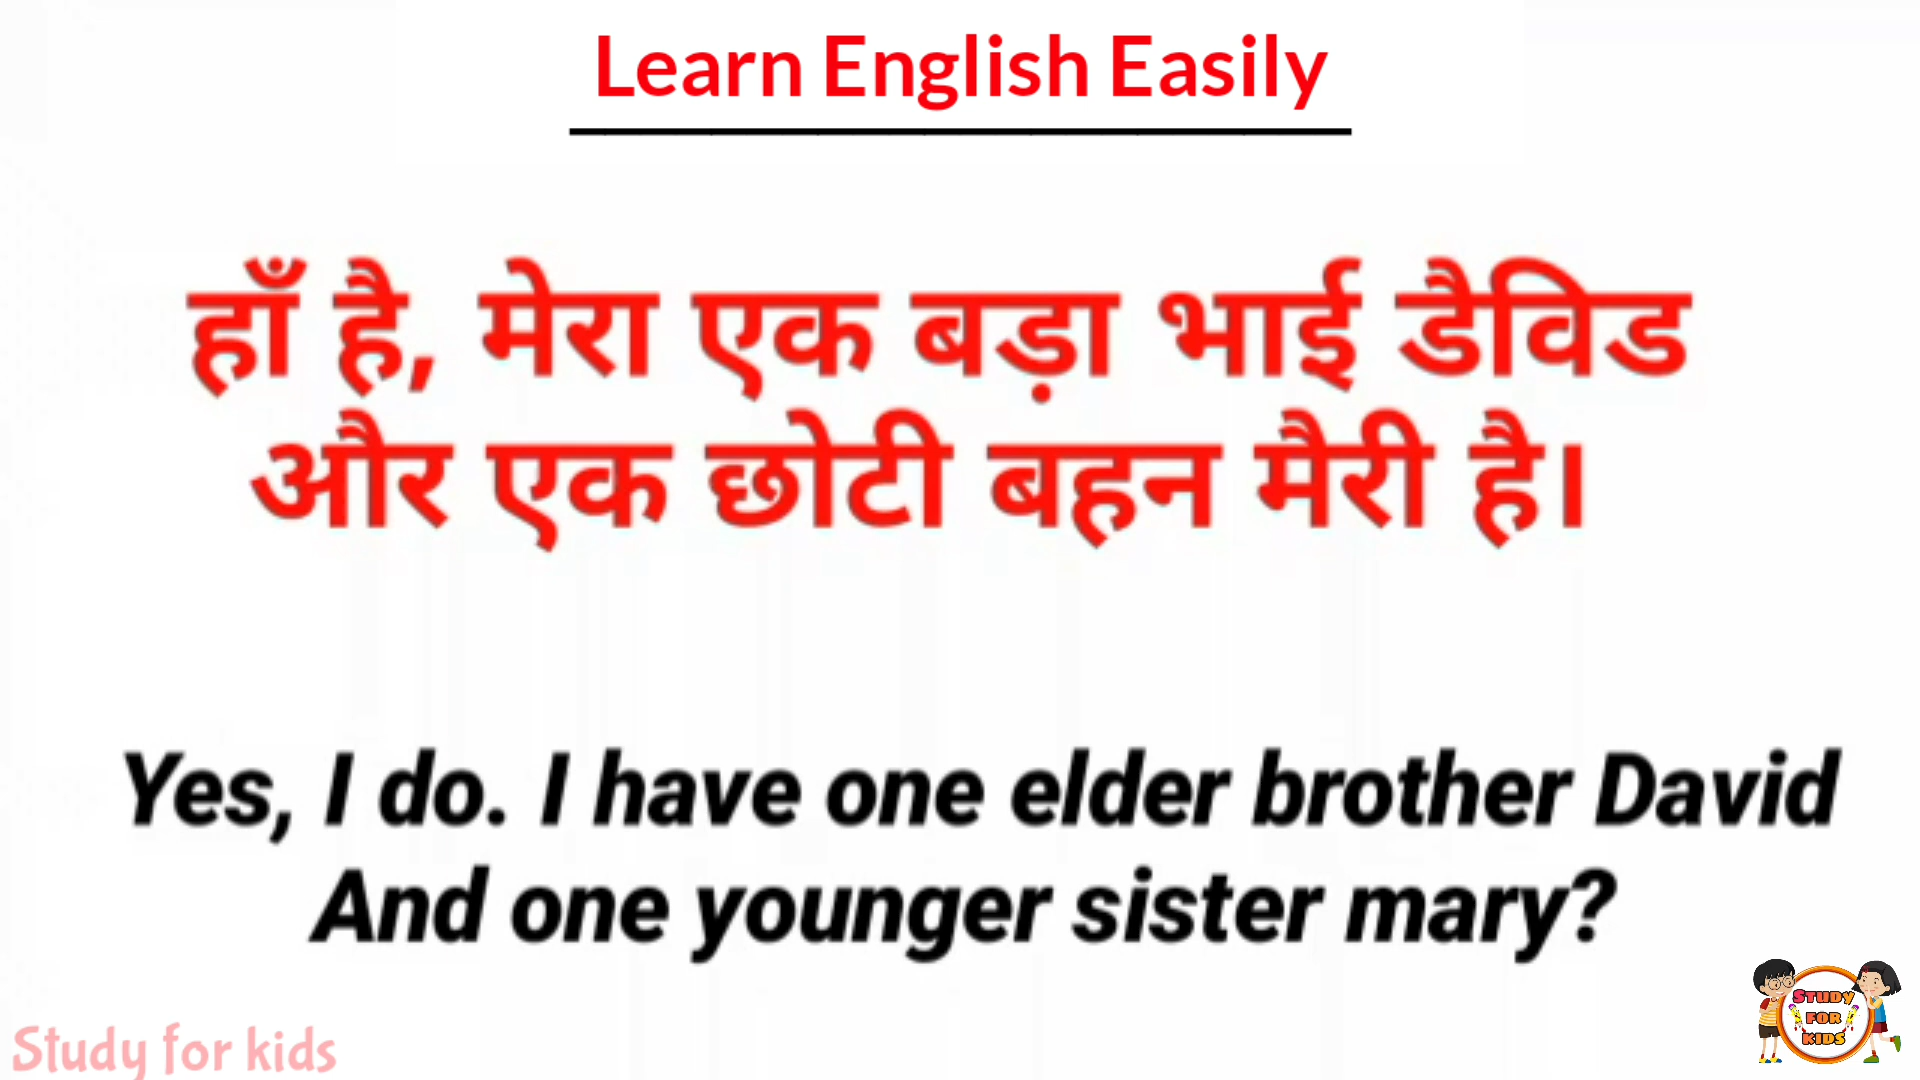 Learn English Easily
हाँ है, मेरा एक बड़ा भाई डैविड
और एक छोटी बहन मैरी है।
Yes, I do. I have one elder brother David
And one younger sister mary?
Study for kids
STUDY
FOR
KIDS